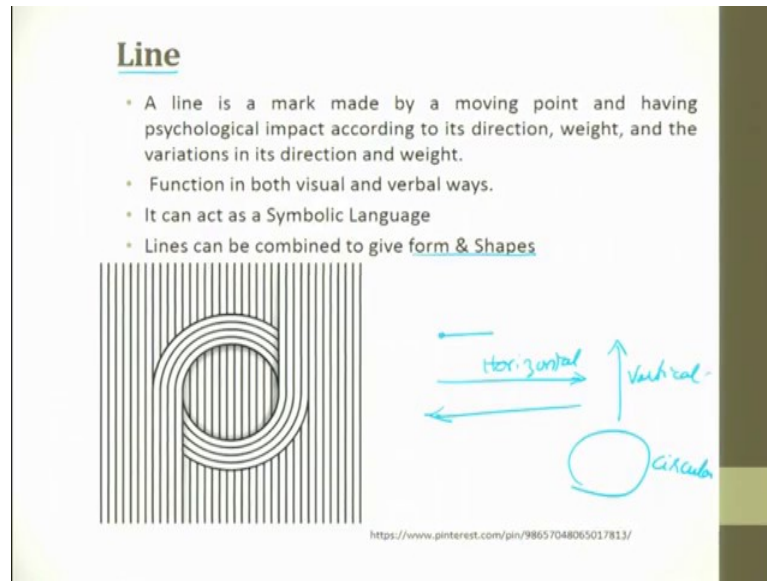 Line
• A line is a mark made by a moving point and having
psychological impact according to its direction, weight, and the
variations in its direction and weight.
• Function in both visual and verbal ways.
• It can act as a Symbolic Language
• Lines can be combined to give form & Shapes
Horizontal
Vertical
Circular
https://www.pinterest.com/pin/98657048065017813/